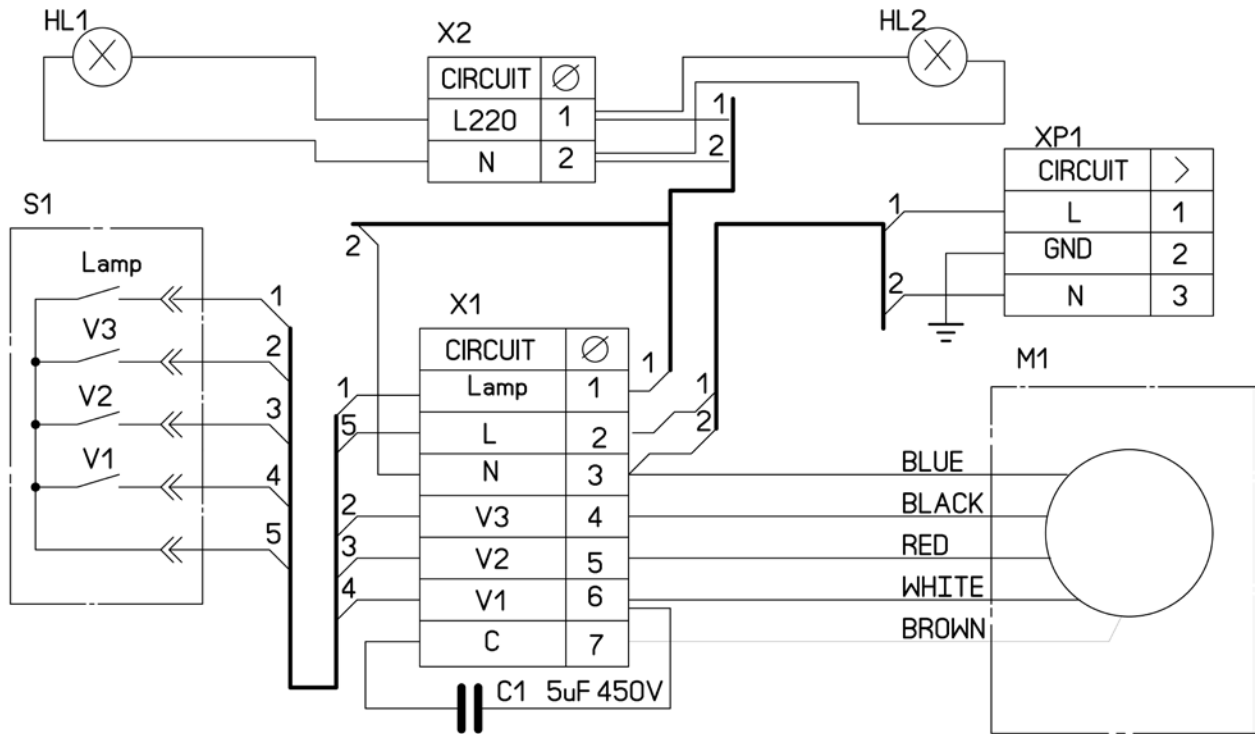 HL1
HL2
X2
CIRCUIT ∅
L220 1
N 2
1
2
XP1
CIRCUIT >
L 1
GND 2
N 3
1
2
S1
Lamp
V3
V2
V1
1
2
3
4
5
2
X1
CIRCUIT ∅
Lamp 1
L 2
N 3
V3 4
V2 5
V1 6
C 7
1
5
2
3
4
1
1
2
M1
BLUE
BLACK
RED
WHITE
BROWN
C1 5uF 450V